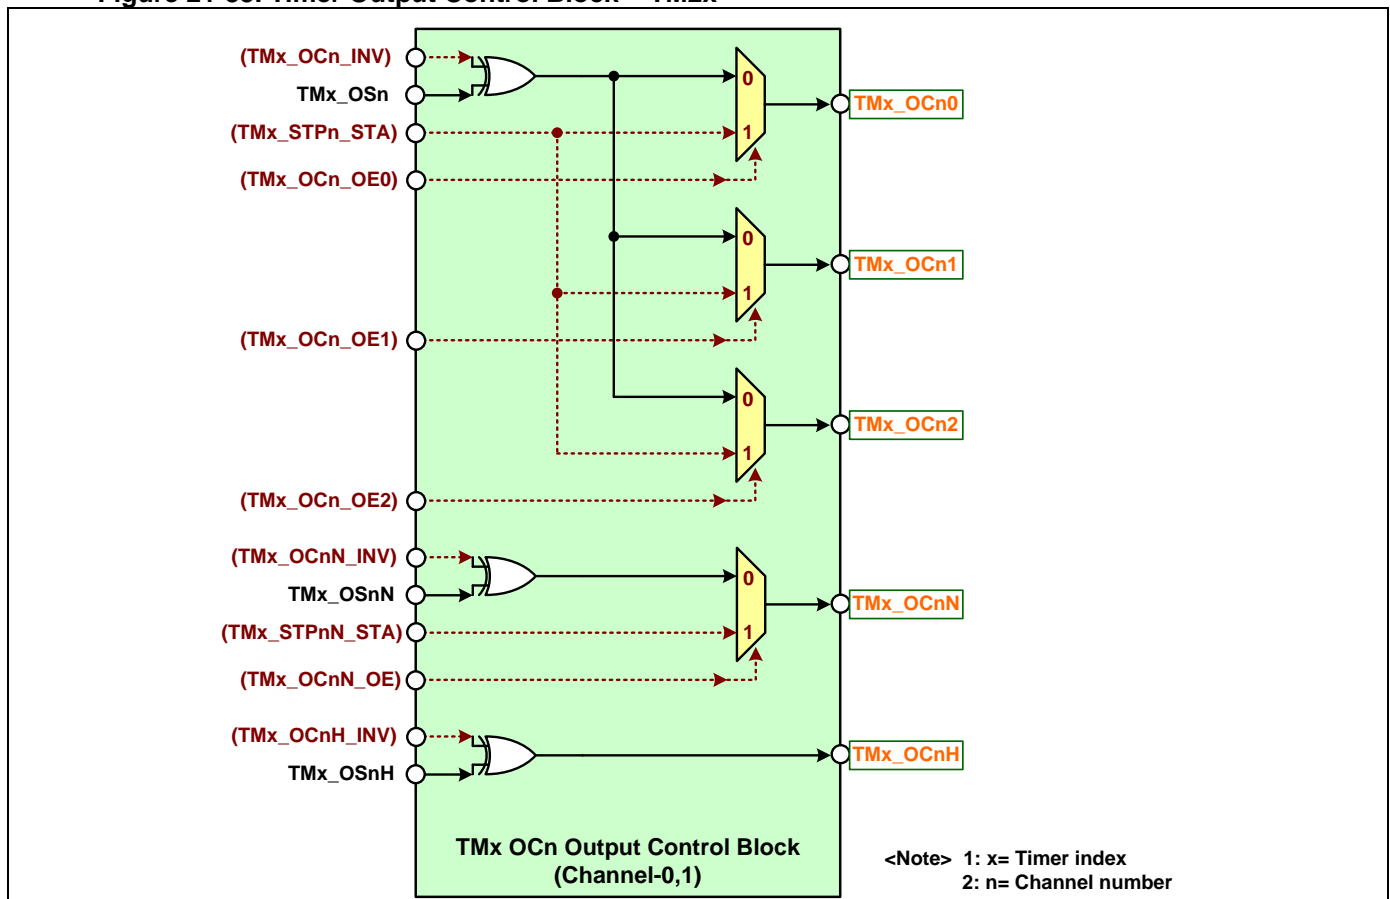 (TMx_OCn_INV)
TMx_OSn
(TMx_STPn_STA)
(TMx_OCn_OE0)
0
1
TMx_OCn0
(TMx_OCn_OE1)
0
1
TMx_OCn1
(TMx_OCn_OE2)
0
1
TMx_OCn2
(TMx_OCnN_INV)
TMx_OSnN
(TMx_STPnN_STA)
(TMx_OCnN_OE)
0
1
TMx_OCnN
(TMx_OCnH_INV)
TMx_OSnH
TMx_OCnH
TMx OCn Output Control Block
(Channel-0,1)
<Note> 1: x= Timer index
2: n= Channel number